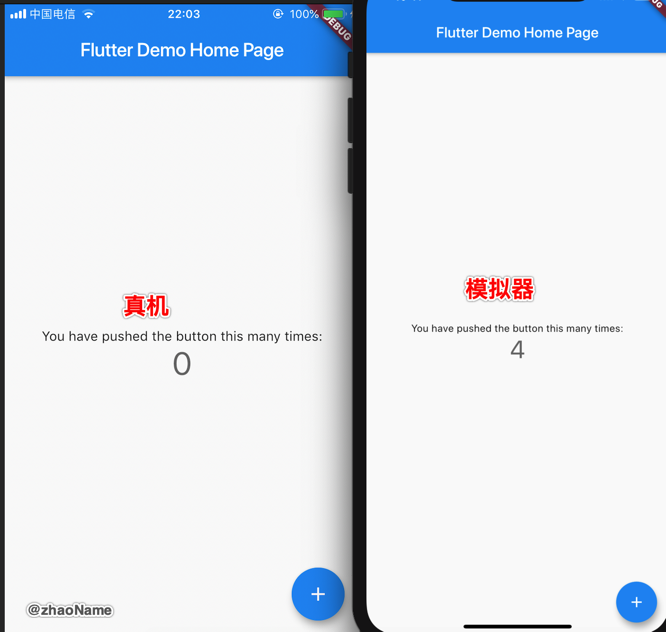 中国电信 22:03 100%
DEBUG
Flutter Demo Home Page
真机
You have pushed the button this many times:
0
+
@zhaoName
Flutter Demo Home Page
模拟器
You have pushed the button this many times:
4
+